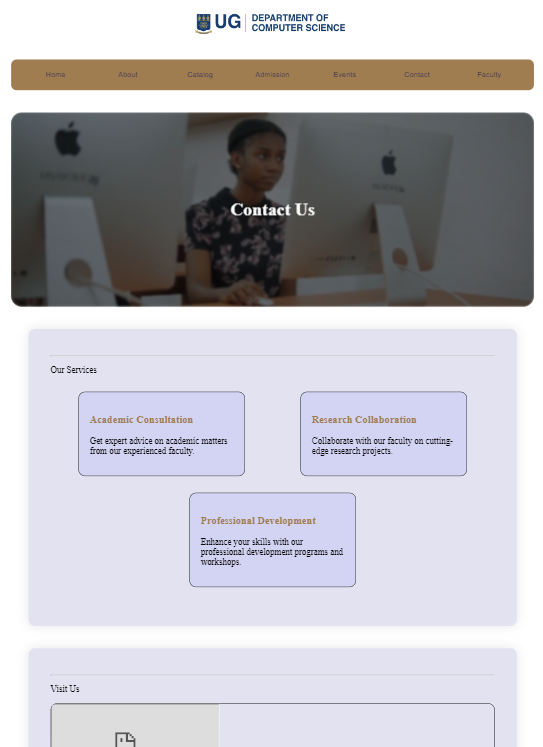 UG DEPARTMENT OF
COMPUTER SCIENCE
Home About Catalog Admission Events Contact Faculty
Contact Us
Our Services
Academic Consultation
Get expert advice on academic matters
from our experienced faculty.
Research Collaboration
Collaborate with our faculty on cutting-
edge research projects.
Professional Development
Enhance your skills with our
professional development programs and
workshops.
Visit Us